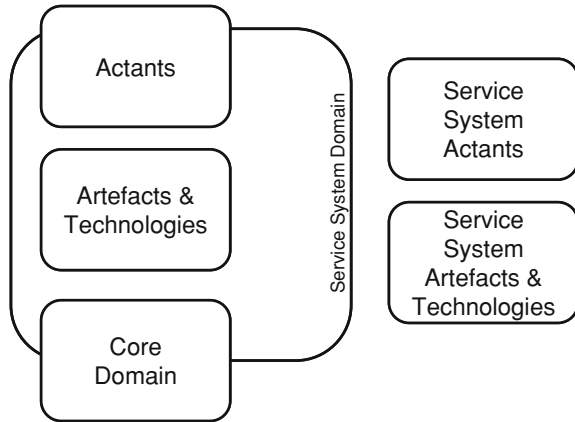 Actants
Artefacts &
Technologies
Core
Domain
Service System Domain
Service
System
Actants
Service
System
Artefacts &
Technologies